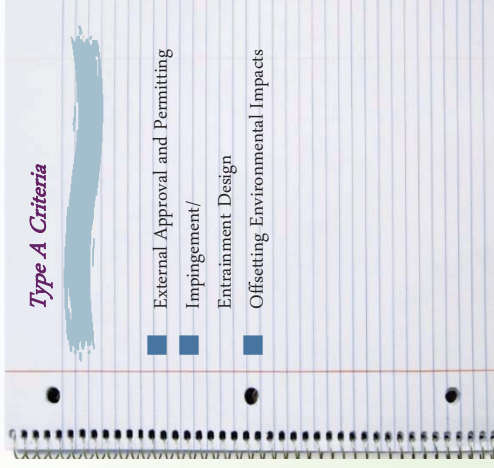 Type A Criteria
External Approval and Permitting
Impingement/
Entrainment Design
Offsetting Environmental Impacts